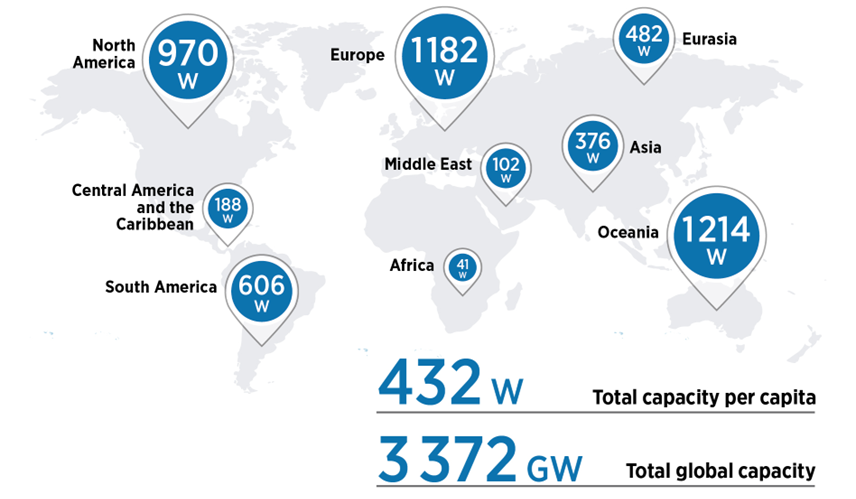 North
America
970
W
Europe
1182
W
482
W
Eurasia
376
W
Asia
Middle East
102
W
Central America
and the
Caribbean
188
W
Oceania
1214
W
Africa
41
W
South America
606
W
432 W
Total capacity per capita
3 372 GW
Total global capacity